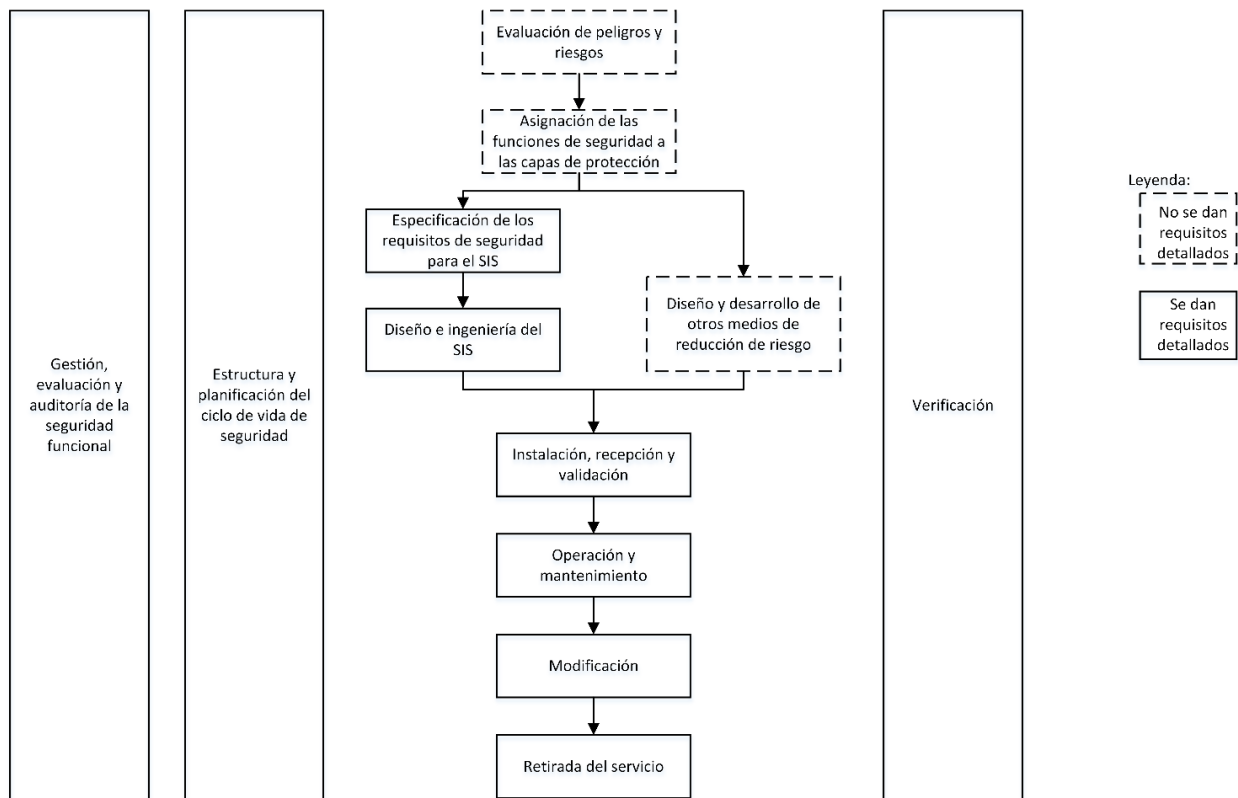 Gestión,
evaluación y
auditoría de la
seguridad
funcional
Estructura y
planificación del
ciclo de vida de
seguridad
Evaluación de peligros y
riesgos
Asignación de las
funciones de seguridad a
las capas de protección
Especificación de los
requisitos de seguridad
para el SIS
Diseño e ingeniería del
SIS
Diseño y desarrollo de
otros medios de
reducción de riesgo
Instalación, recepción y
validación
Operación y
mantenimiento
Modificación
Retirada del servicio
Verificación
Leyenda:
No se dan
requisitos
detallados
Se dan
requisitos
detallados